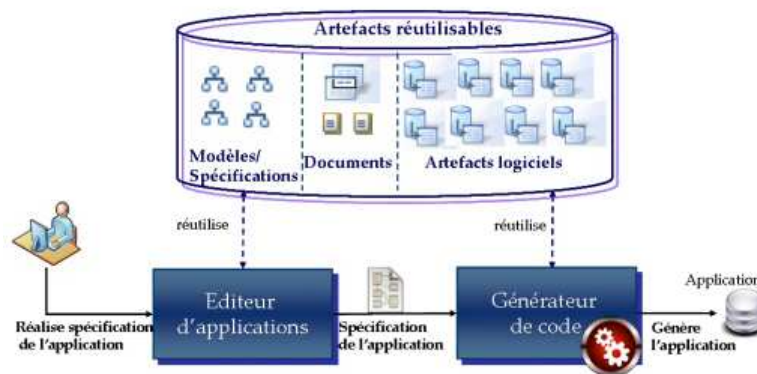 Artefacts réutilisables
Modèles/
Spécifications
Documents
Artefacts logiciels
réutilise
réutilise
Editeur
d'applications
Générateur
de code
Application
Réalise spécification
de l'application
Spécification
de l'application
Génère
l'application